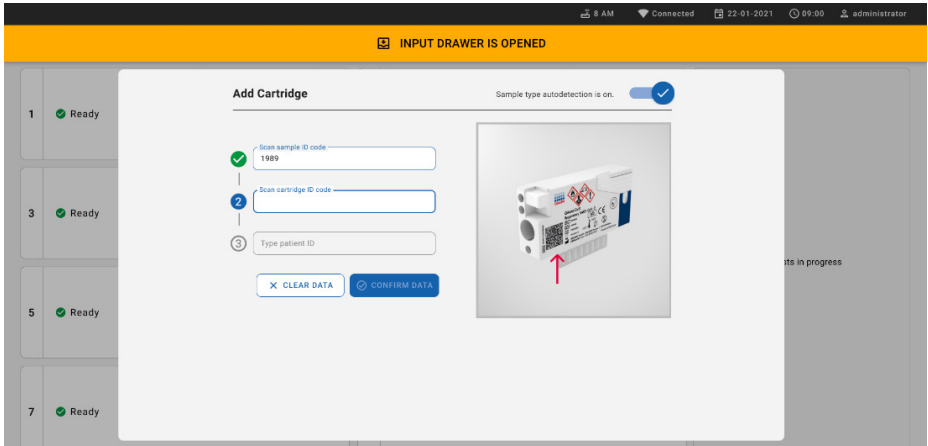 8 AM Connected 22-01-2021 09:00 administrator
INPUT DRAWER IS OPENED
Add Cartridge
Sample type autodetection is on.
1 Ready
Scan sample ID code
1989
Scan cartridge ID code
2
3 Ready
3 Type patient ID
CLEAR DATA CONFIRM DATA
5 Ready
7 Ready
sts in progress